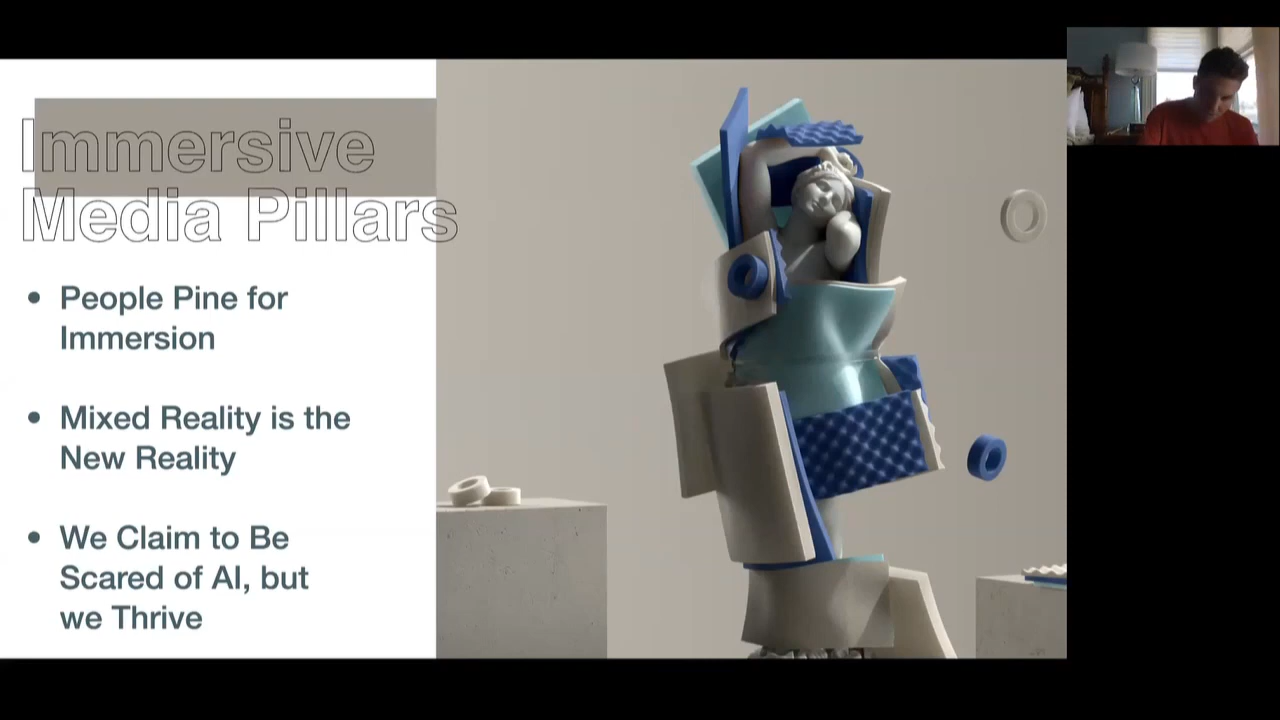 Immersive
Media Pillars
• People Pine for
Immersion
• Mixed Reality is the
New Reality
• We Claim to Be
Scared of AI, but
we Thrive